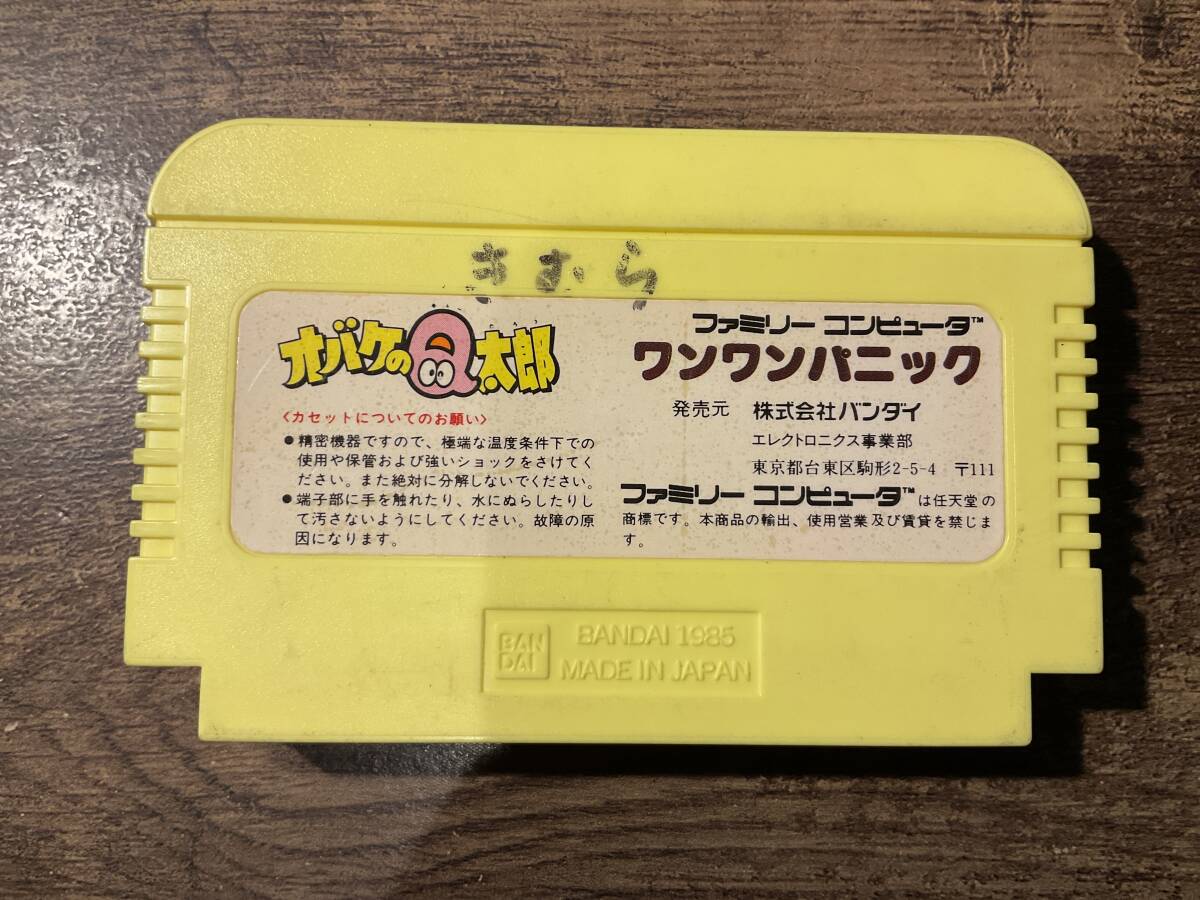 きむら
オバケのQ太郎
〈カセットについてのお願い〉
●精密機器ですので、極端な温度条件下での
使用や保管および強いショックをさけてく
ださい。また絶対に分解しないでください。
●端子部に手を触れたり、水にぬらしたりし
て汚さないようにしてください。故障の原
因になります。
ファミリー コンピュータ™
ワンワンパニック
発売元 株式会社バンダイ
エレクトロニクス事業部
東京都台東区駒形2-5-4 〒111
ファミリー コンピュータ™は任天堂の
商標です。本商品の輸出、使用営業及び賃貸を禁じま
す。
BAN
DAI
BANDAI 1985
MADE IN JAPAN